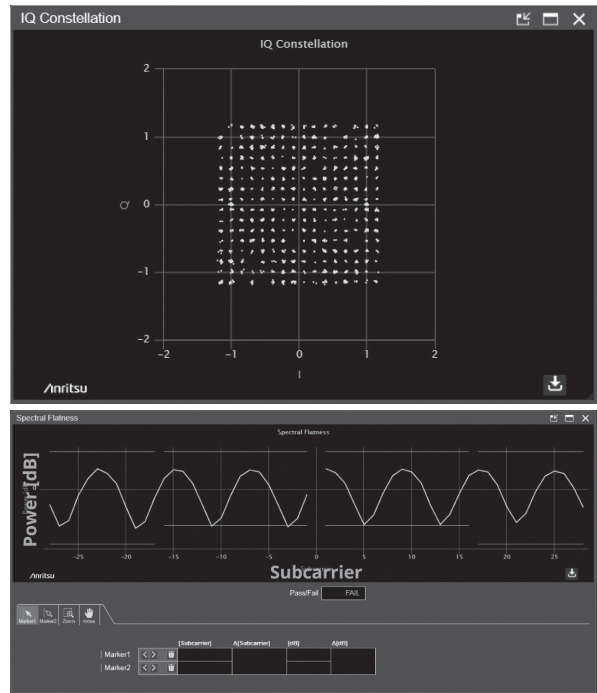 IQ Constellation
IQ Constellation
2
1
Q
0
−1
−2
−2
−1
0
1
2
I
Anritsu
Spectral Flatness
Spectral Flatness
Power [dB]
-25
-20
-15
-10
-5
0
5
10
15
20
25
Subcarrier
Anritsu
Pass/Fail
FAIL
Marker1
Marker2
Zoom
move
[Subcarrier]
Δ[Subcarrier]
[dB]
Δ[dB]
Marker1
Marker2